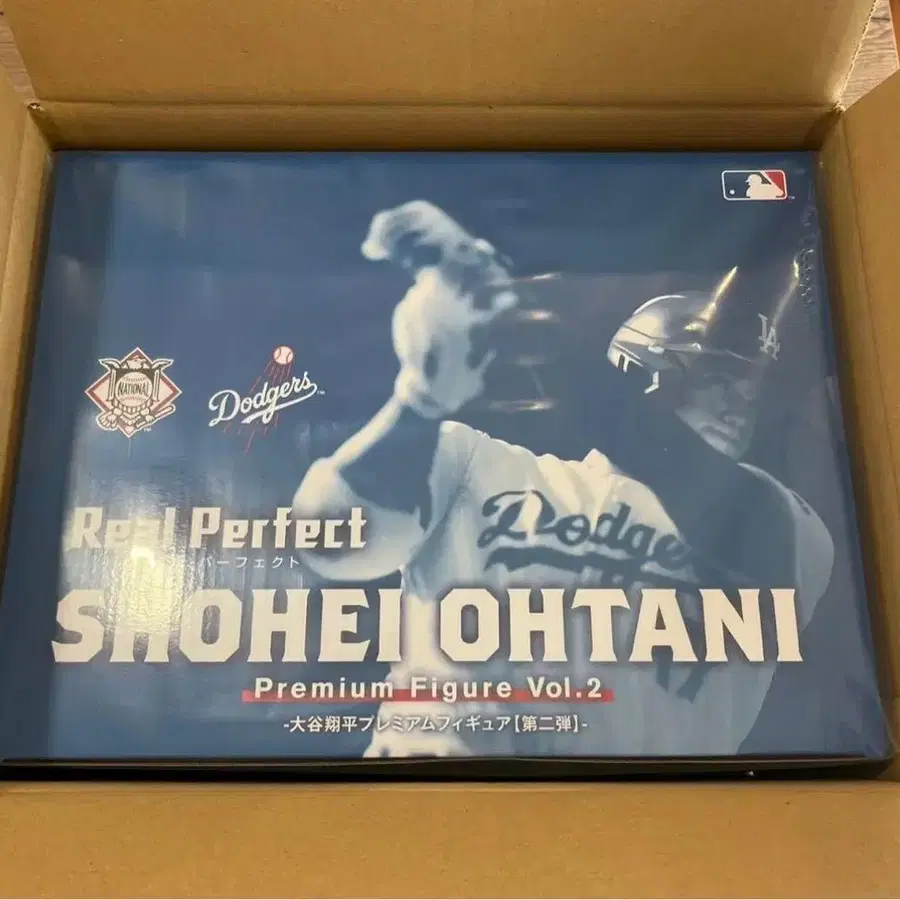 NATIONAL
Dodgers
LA
Dodge
Real Perfect
パーフェクト
SHOHEI OHTANI
Premium Figure Vol.2
-大谷翔平プレミアムフィギュア【第二弾】-